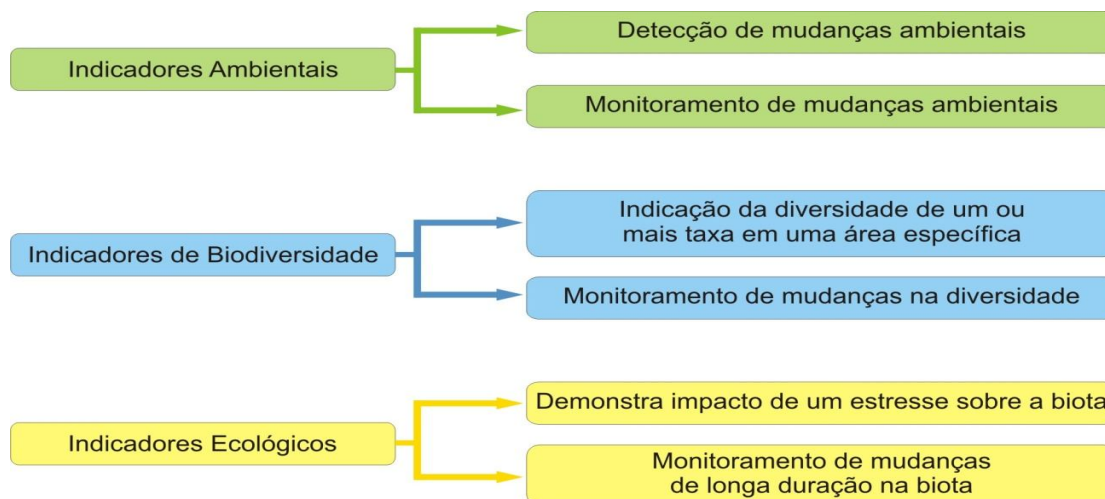 Indicadores Ambientais
Detecção de mudanças ambientais
Monitoramento de mudanças ambientais
Indicadores de Biodiversidade
Indicação da diversidade de um ou
mais taxa em uma área específica
Monitoramento de mudanças na diversidade
Indicadores Ecológicos
Demonstra impacto de um estresse sobre a biota
Monitoramento de mudanças
de longa duração na biota